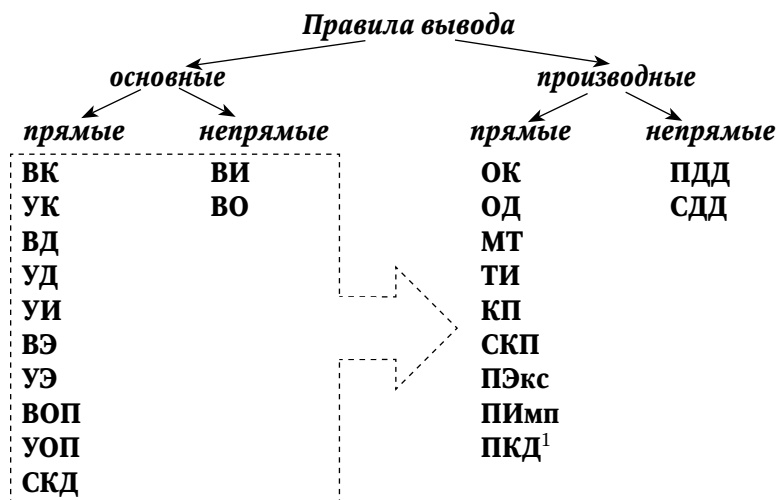 Правила вывода
основные производные
прямые непрямые прямые непрямые
ВК ВИ ОК ПДД
УК ВО ОД СДД
ВД МТ
УД ТИ
УИ КП
ВЭ СКП
УЭ ПЭкс
ВОП ПИмп
УОП ПКД¹
СКД